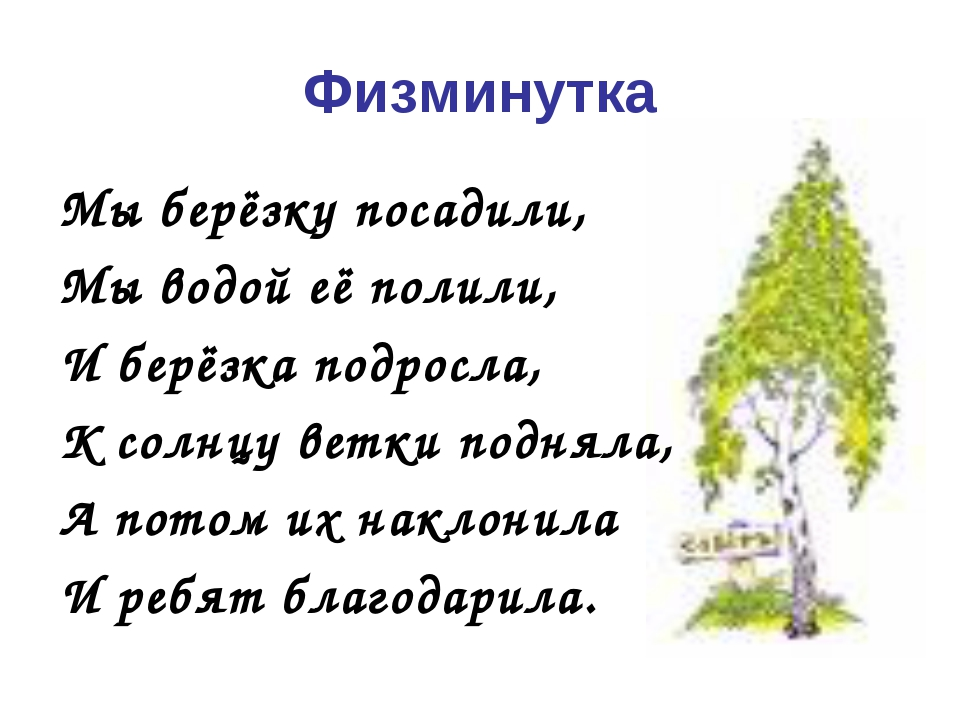 Физминутка
Мы берёзку посадили,
Мы водой её полили,
И берёзка подросла,
К солнцу ветки подняла,
А потом их наклонила
И ребят благодарила.